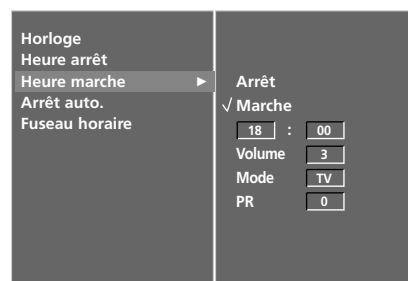 Horloge
Heure arrêt
Heure marche ►
Arrêt auto.
Fuseau horaire
Arrêt
√ Marche
18 : 00
Volume 3
Mode TV
PR 0